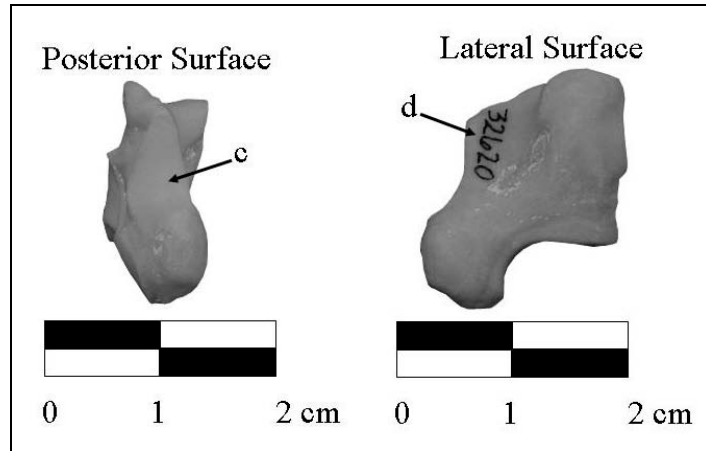 Posterior Surface
Lateral Surface
c
d
32620
0 1 2 cm
0 1 2 cm